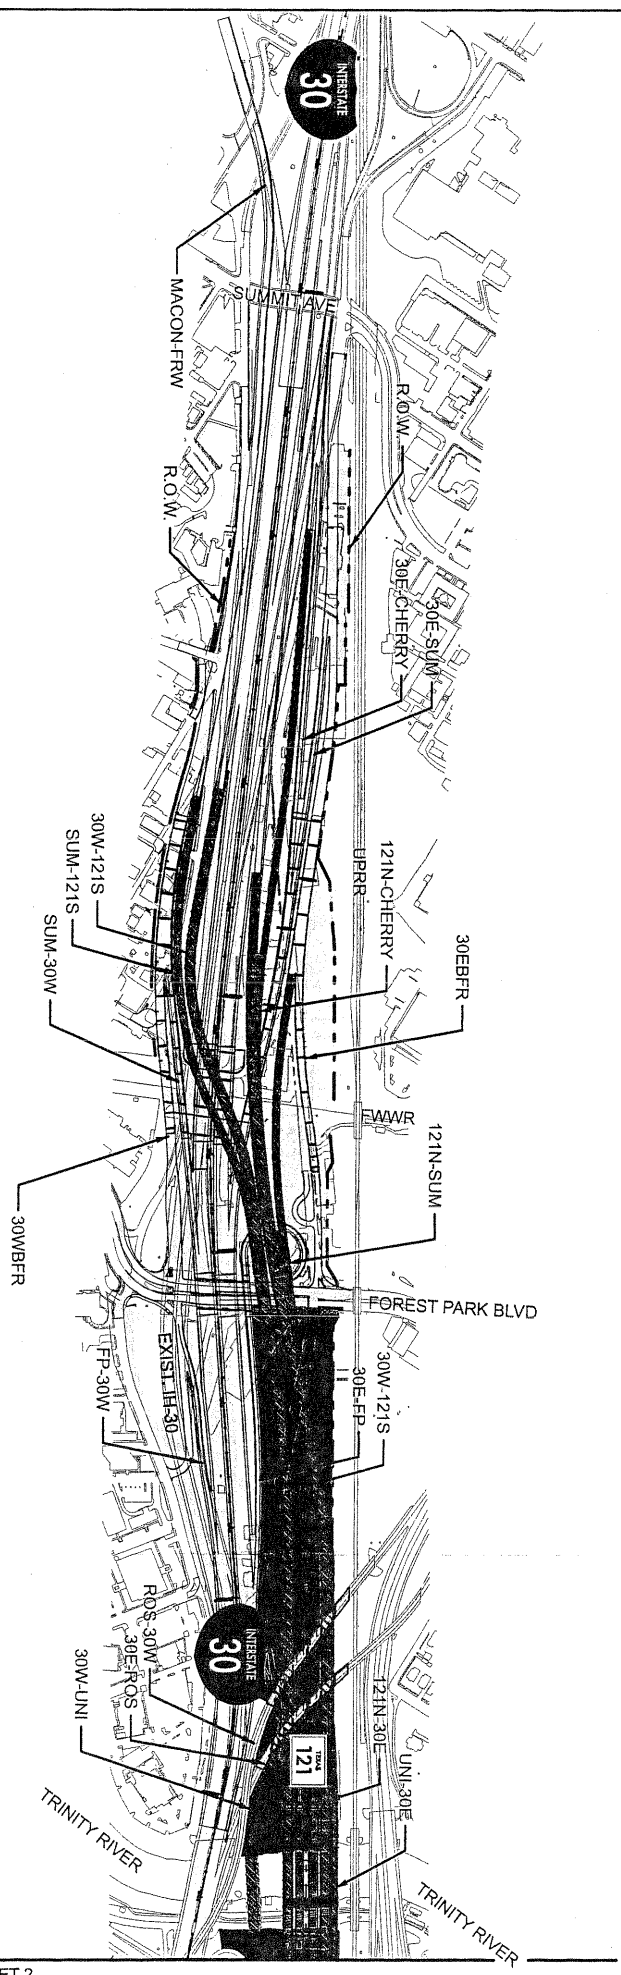 INTERSTATE
30
MACON-FRW
SUMMIT AVE
R.O.W.
R.O.W.
30E-SUM
30E-CHERRY
30W-121S
SUM-121S
SUM-30W
121N-CHERRY
UPRR
30EBFR
FWWR
121N-SUM
30WBFR
FOREST PARK BLVD
EXIST. IH-30
FP-30W
30W-121S
30E-FP
INTERSTATE
30
ROS-30W
30E-ROS
30W-UNI
TEXAS
121
121N-30E
UNI-30E
TRINITY RIVER
TRINITY RIVER
ET 2